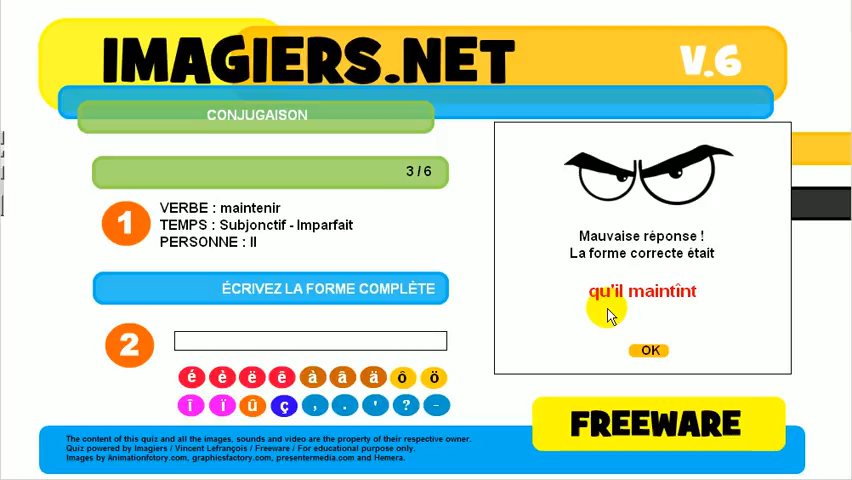 IMAGIERS.NET
V.6
CONJUGAISON
3 / 6
1
VERBE : maintenir
TEMPS : Subjonctif - Imparfait
PERSONNE : Il
ÉCRIVEZ LA FORME COMPLÈTE
2
é è ë ê à â ä ô ö
î ï û ç , . ' ? -
Mauvaise réponse !
La forme correcte était
qu'il maintînt
OK
FREEWARE
The content of this quiz and all the images, sounds and video are the property of their respective owner.
Quiz powered by Imagiers / Vincent Lefrançois / Freeware / For educational purpose only.
Images by Animationfctory.com, graphicsfactory.com, presentermedia.com and Hemera.